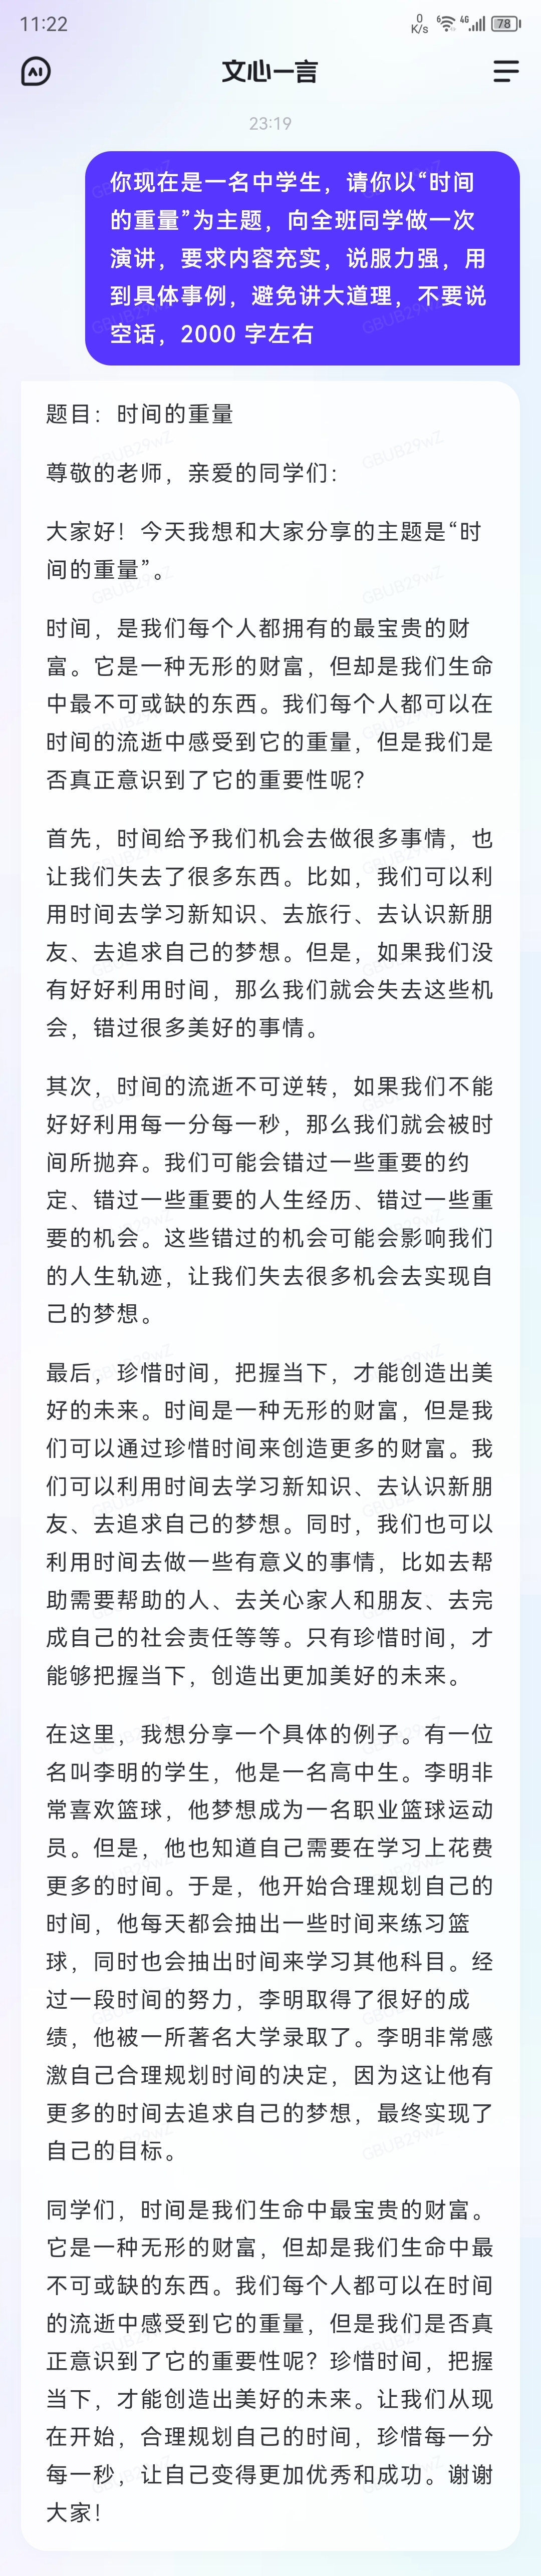 11:22
0 K/s 6 4G 78
文心一言
23:19
你现在是一名中学生，请你以“时间
的重量”为主题，向全班同学做一次
演讲，要求内容充实，说服力强，用
到具体事例，避免讲大道理，不要说
空话，2000 字左右
题目：时间的重量
尊敬的老师，亲爱的同学们：
大家好！今天我想和大家分享的主题是“时
间的重量”。
时间，是我们每个人都拥有的最宝贵的财
富。它是一种无形的财富，但却是我们生命
中最不可或缺的东西。我们每个人都可以在
时间的流逝中感受到它的重量，但是我们是
否真正意识到了它的重要性呢？
首先，时间给予我们机会去做很多事情，也
让我们失去了很多东西。比如，我们可以利
用时间去学习新知识、去旅行、去认识新朋
友、去追求自己的梦想。但是，如果我们没
有好好利用时间，那么我们就会失去这些机
会，错过很多美好的事情。
其次，时间的流逝不可逆转，如果我们不能
好好利用每一分每一秒，那么我们就会被时
间所抛弃。我们可能会错过一些重要的约
定、错过一些重要的人生经历、错过一些重
要的机会。这些错过的机会可能会影响我们
的人生轨迹，让我们失去很多机会去实现自
己的梦想。
最后，珍惜时间，把握当下，才能创造出美
好的未来。时间是一种无形的财富，但是我
们可以通过珍惜时间来创造更多的财富。我
们可以利用时间去学习新知识、去认识新朋
友、去追求自己的梦想。同时，我们也可以
利用时间去做一些有意义的事情，比如去帮
助需要帮助的人、去关心家人和朋友、去完
成自己的社会责任等等。只有珍惜时间，才
能够把握当下，创造出更加美好的未来。
在这里，我想分享一个具体的例子。有一位
名叫李明的学生，他是一名高中生。李明非
常喜欢篮球，他梦想成为一名职业篮球运动
员。但是，他也知道自己需要在学习上花费
更多的时间。于是，他开始合理规划自己的
时间，他每天都会抽出一些时间来练习篮
球，同时也会抽出时间来学习其他科目。经
过一段时间的努力，李明取得了很好的成
绩，他被一所著名大学录取了。李明非常感
激自己合理规划时间的决定，因为这让他有
更多的时间去追求自己的梦想，最终实现了
自己的目标。
同学们，时间是我们生命中最宝贵的财富。
它是一种无形的财富，但却是我们生命中最
不可或缺的东西。我们每个人都可以在时间
的流逝中感受到它的重量，但是我们是否真
正意识到了它的重要性呢？珍惜时间，把握
当下，才能创造出美好的未来。让我们从现
在开始，合理规划自己的时间，珍惜每一分
每一秒，让自己变得更加优秀和成功。谢谢
大家！